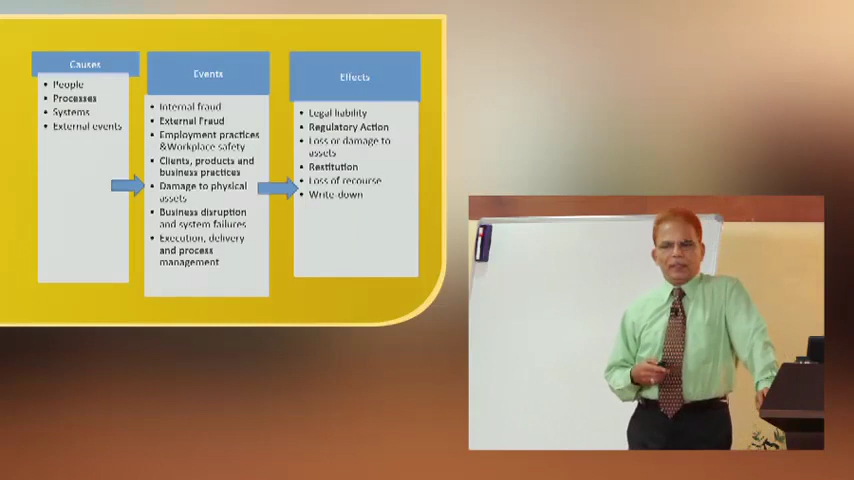 Causes
• People
• Processes
• Systems
• External events
Events
• Internal fraud
• External Fraud
• Employment practices
&Workplace safety
• Clients, products and
business practices
• Damage to physical
assets
• Business disruption
and system failures
• Execution, delivery
and process
management
Effects
• Legal liability
• Regulatory Action
• Loss or damage to
assets
• Restitution
• Loss of recourse
• Write-down